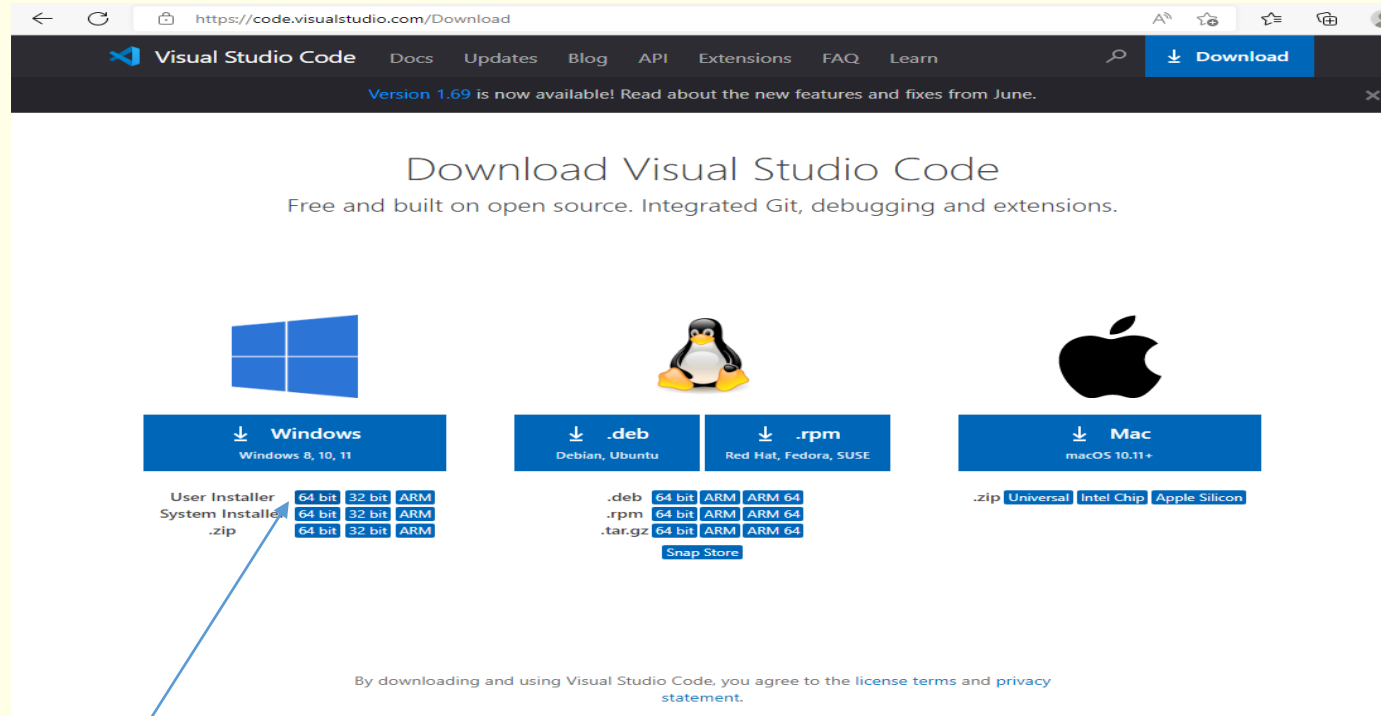 https://code.visualstudio.com/Download
Visual Studio Code Docs Updates Blog API Extensions FAQ Learn Download
Version 1.69 is now available! Read about the new features and fixes from June.
Download Visual Studio Code
Free and built on open source. Integrated Git, debugging and extensions.
Windows
Windows 8, 10, 11
User Installer 64 bit 32 bit ARM
System Installer 64 bit 32 bit ARM
.zip 64 bit 32 bit ARM
.deb
Debian, Ubuntu
.rpm
Red Hat, Fedora, SUSE
.deb 64 bit ARM ARM 64
.rpm 64 bit ARM ARM 64
.tar.gz 64 bit ARM ARM 64
Snap Store
Mac
macOS 10.11+
.zip Universal Intel Chip Apple Silicon
By downloading and using Visual Studio Code, you agree to the license terms and privacy
statement.